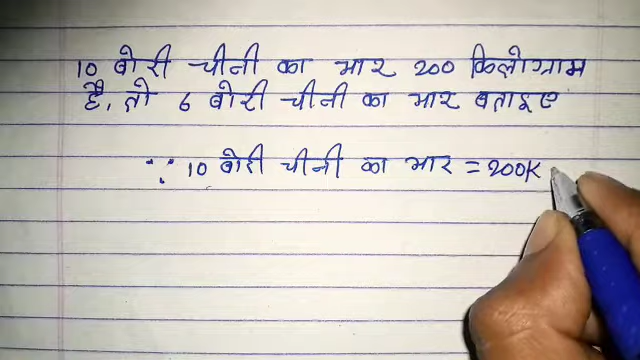 10 बोरी चीनी का भार 200 किलोग्राम
है, तो 6 बोरी चीनी का भार बताइए
∵ 10 बोरी चीनी का भार = 200K